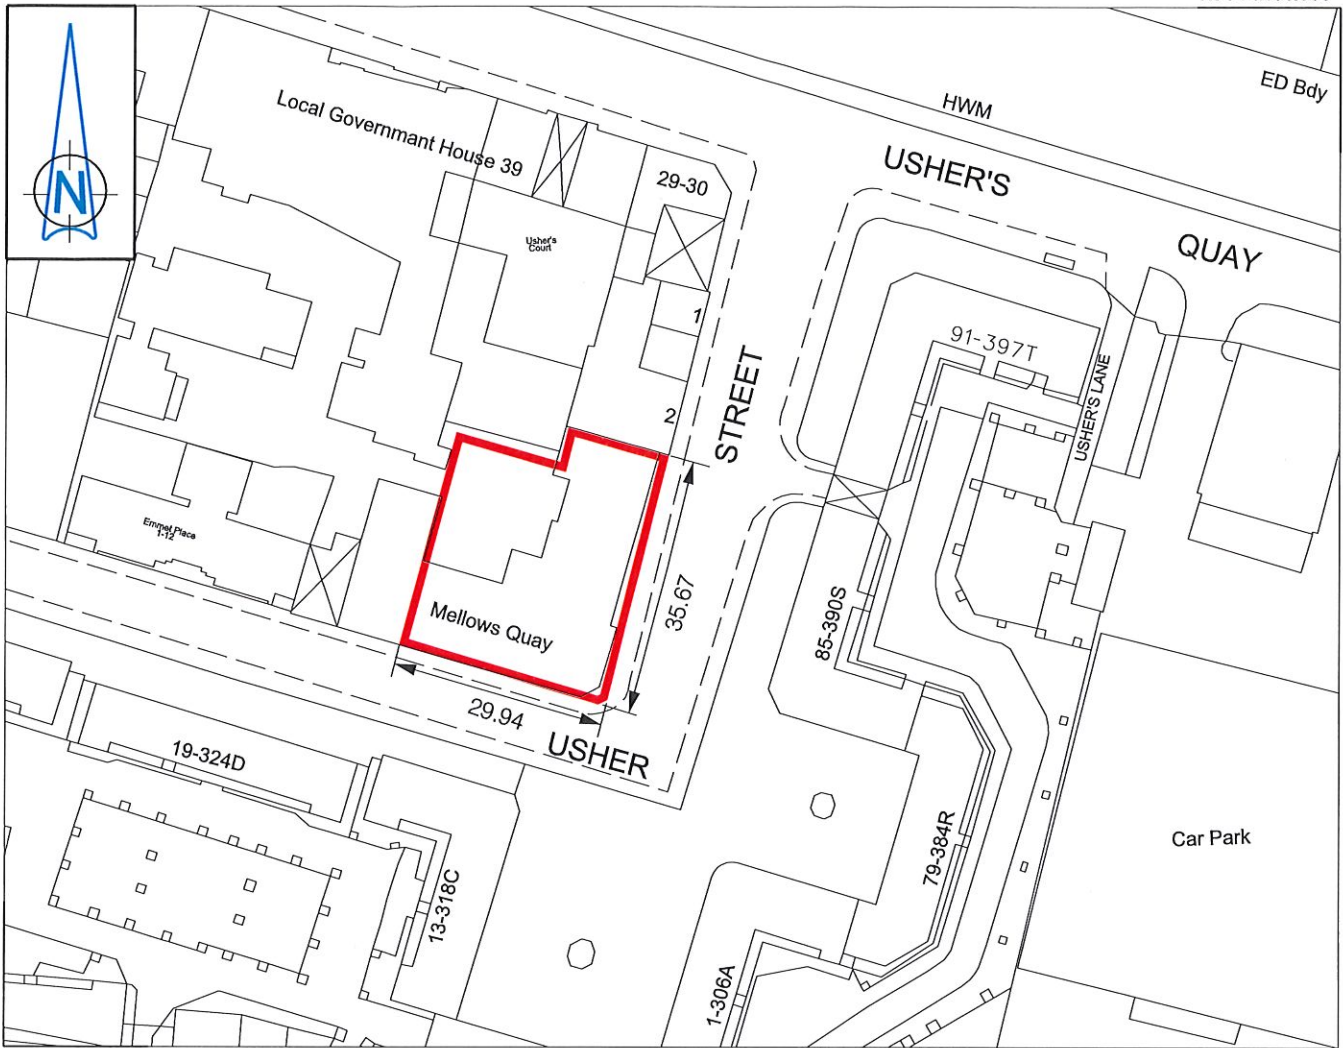 ED Bdy
HWM
Local Governmant House 39
USHER'S
29-30
N
Usher's
Court
QUAY
1
91-397T
USHER'S LANE
STREET
2
Emmet Place
1-12
35.67
Mellows Quay
85-390S
29.94
USHER
19-324D
79-384R
Car Park
13-318C
1-306A